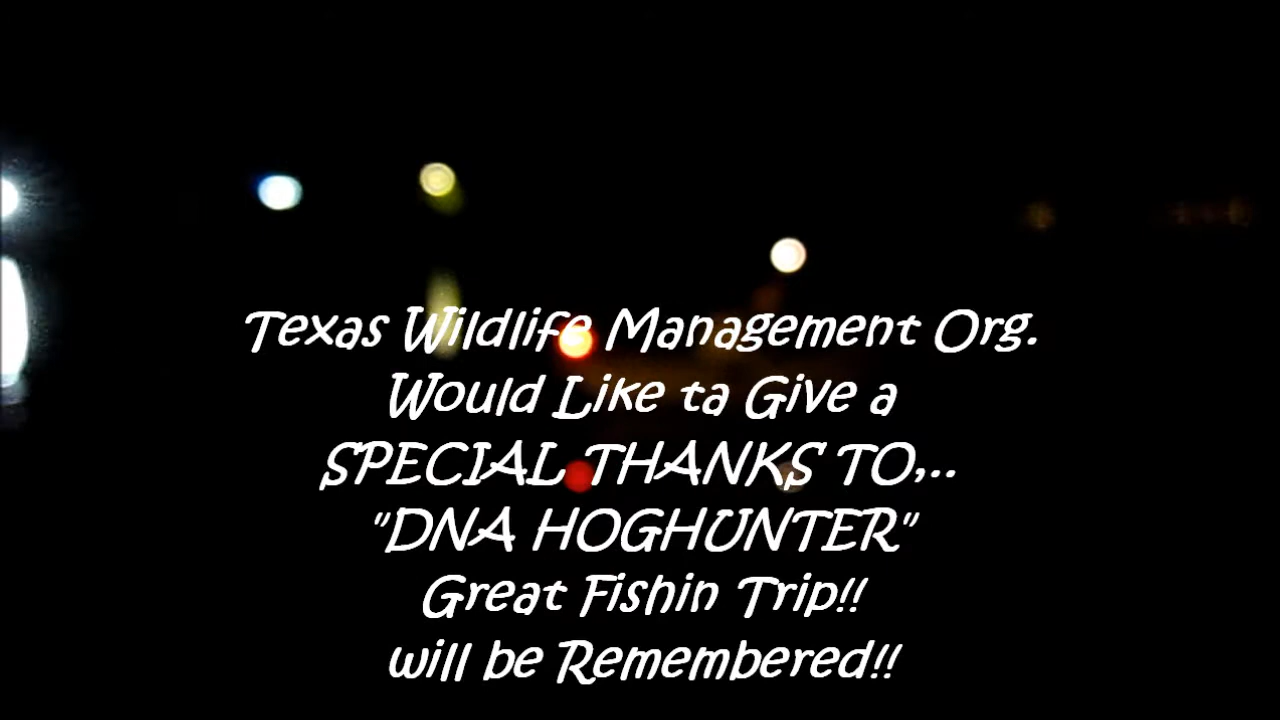 Texas Wildlife Management Org.
Would Like ta Give a
SPECIAL THANKS TO,..
"DNA HOGHUNTER"
Great Fishin Trip!!
will be Remembered!!